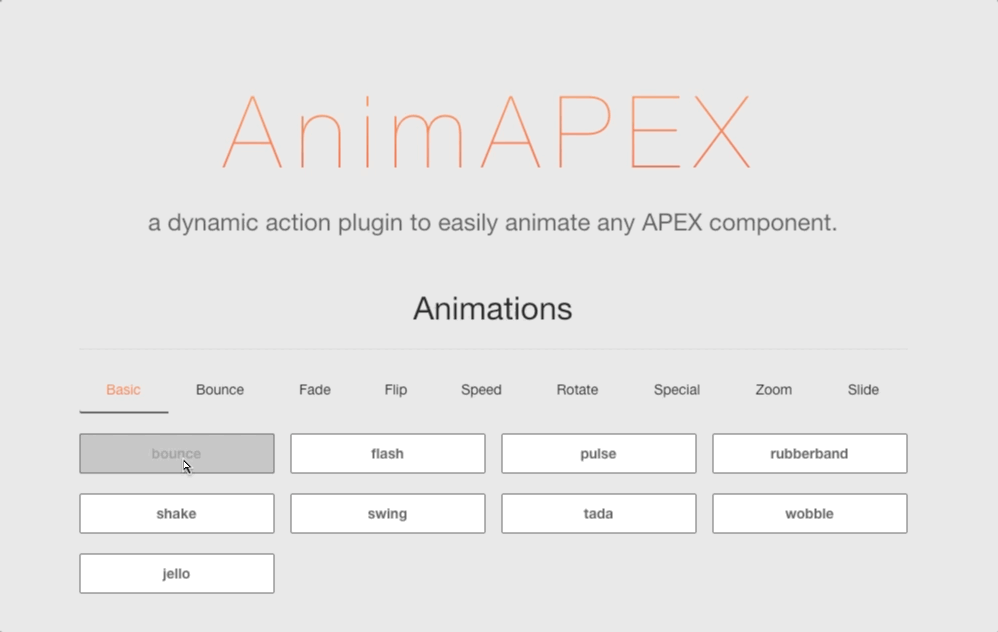 AnimAPEX
a dynamic action plugin to easily animate any APEX component.
Animations
Basic Bounce Fade Flip Speed Rotate Special Zoom Slide
bounce flash pulse rubberband
shake swing tada wobble
jello